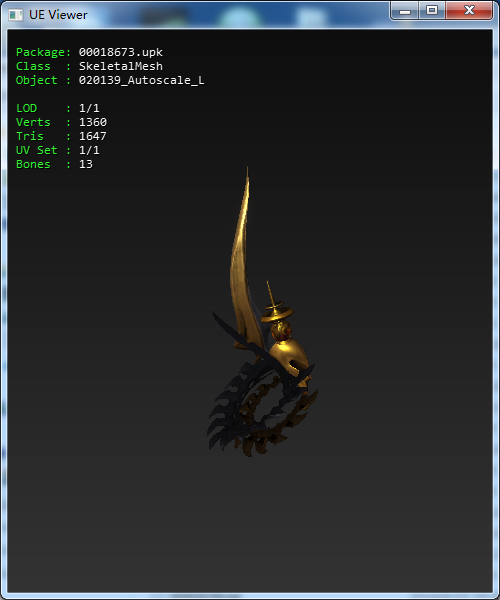 UE Viewer
Package: 00018673.upk
Class : SkeletalMesh
Object : 020139_Autoscale_L
LOD : 1/1
Verts : 1360
Tris : 1647
UV Set : 1/1
Bones : 13